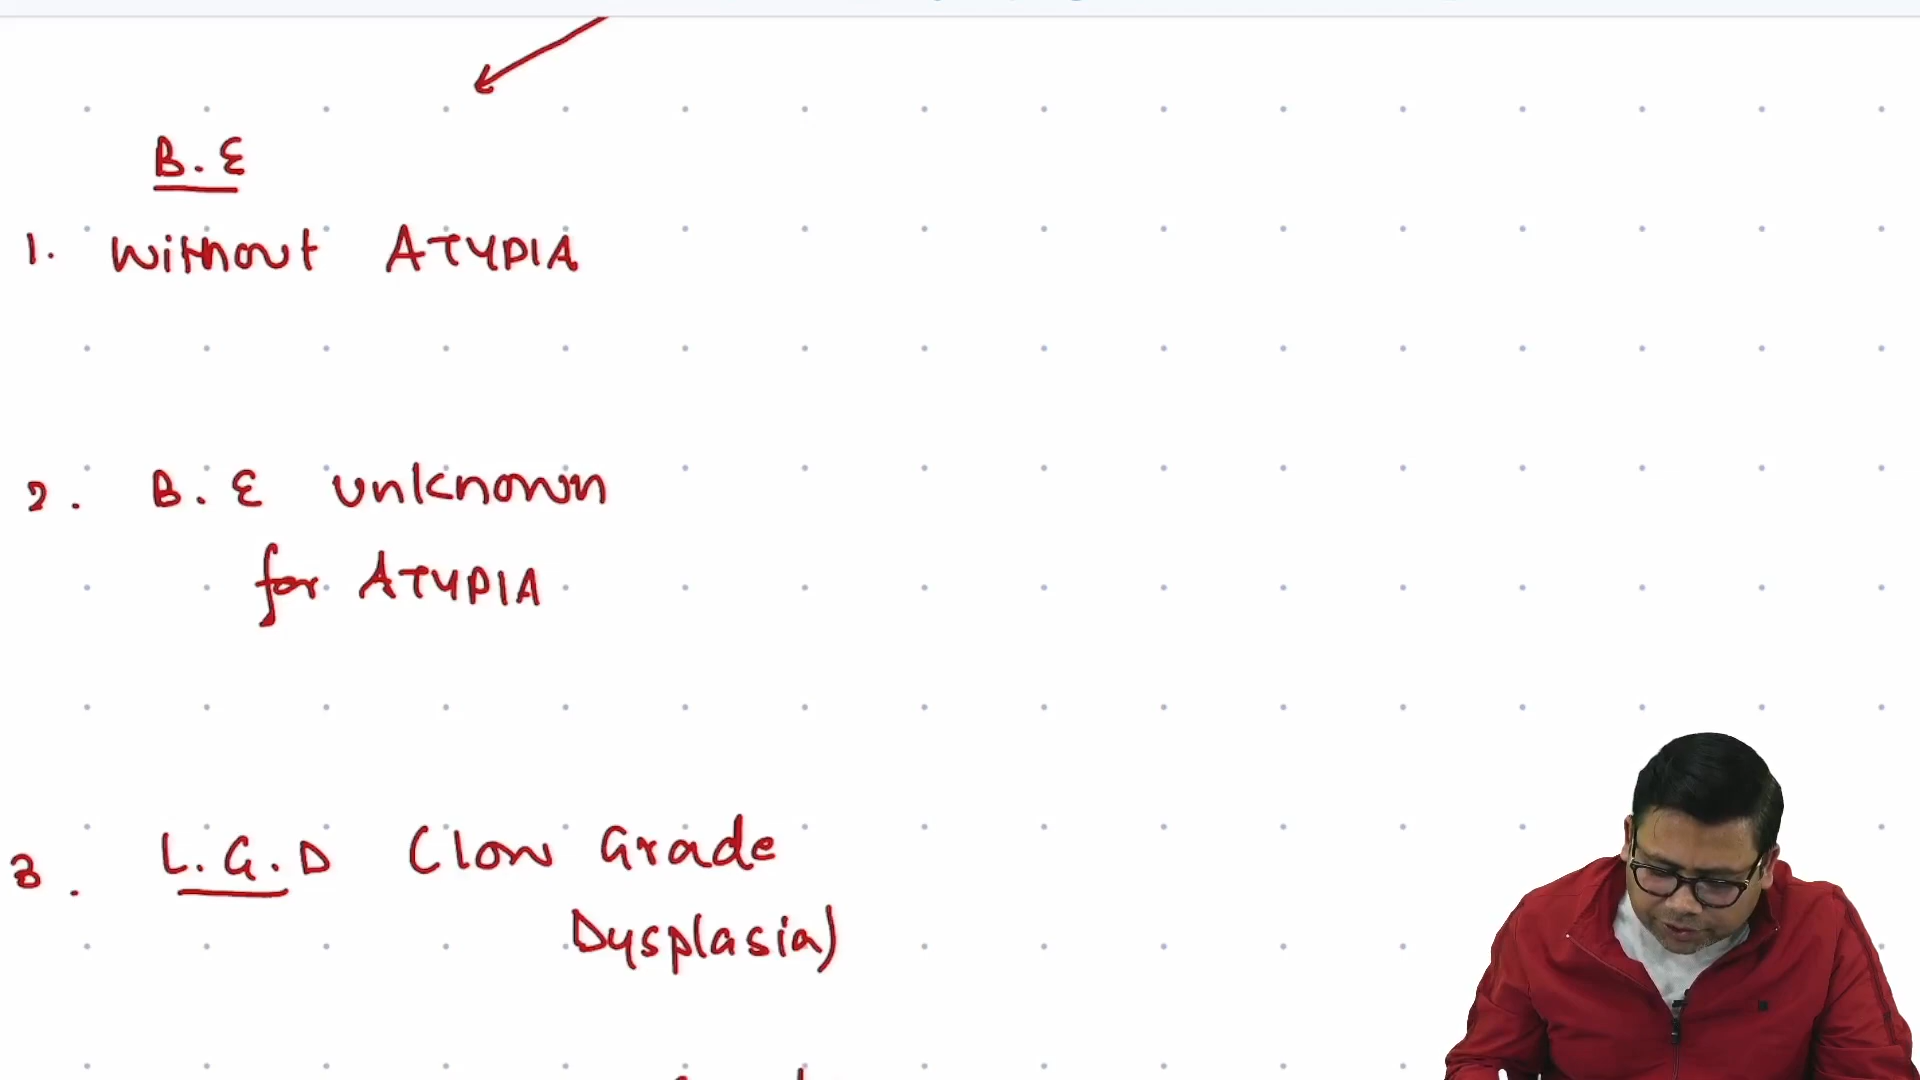 B.E
1. Without ATYPIA
2. B.E unknown
for ATYPIA
3. L.G.D (low Grade
Dysplasia)